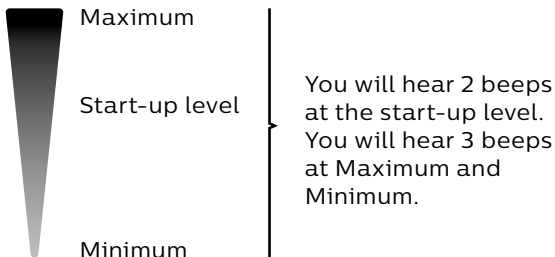 Maximum
Start-up level
Minimum
You will hear 2 beeps
at the start-up level.
You will hear 3 beeps
at Maximum and
Minimum.